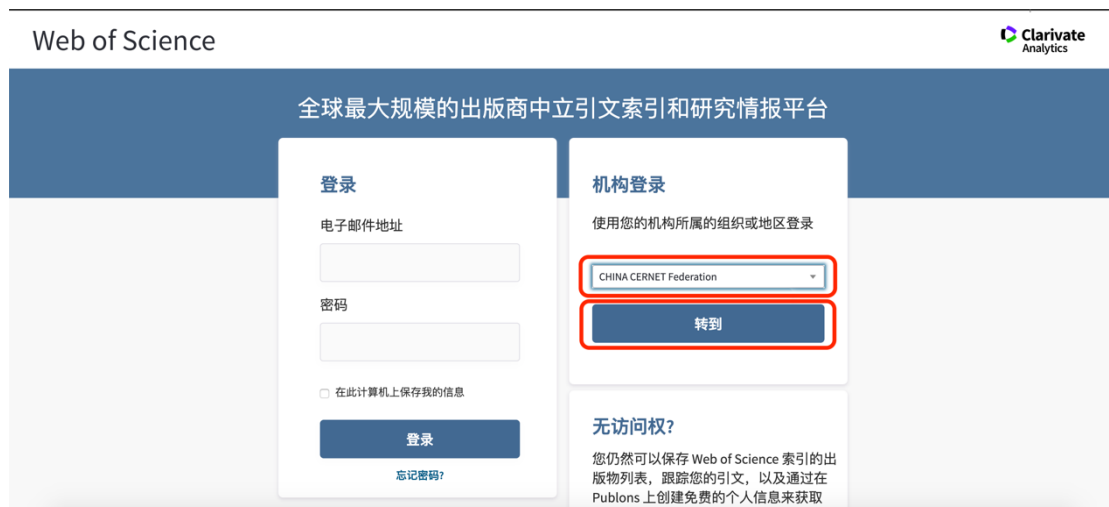 Web of Science
Clarivate
Analytics
全球最大规模的出版商中立引文索引和研究情报平台
登录
电子邮件地址
密码
在此计算机上保存我的信息
登录
忘记密码?
机构登录
使用您的机构所属的组织或地区登录
CHINA CERNET Federation
转到
无访问权?
您仍然可以保存 Web of Science 索引的出
版物列表，跟踪您的引文，以及通过在
Publons 上创建免费的个人信息来获取